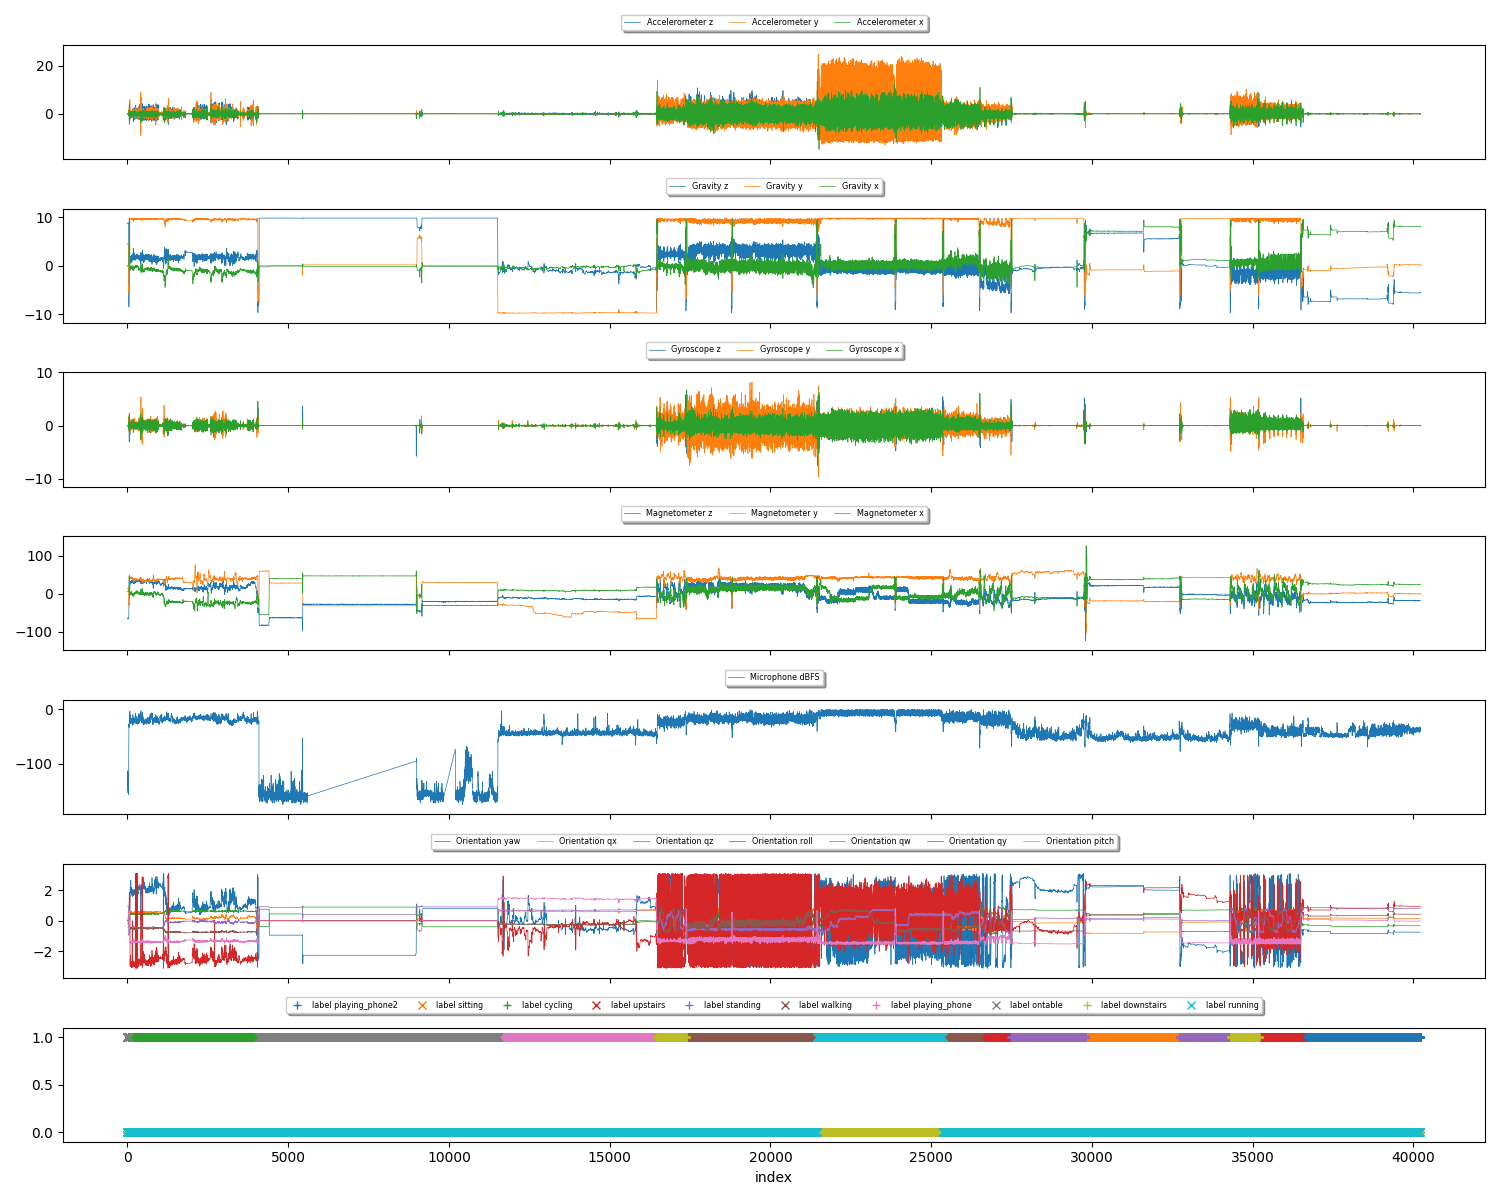 Accelerometer z Accelerometer y Accelerometer x
20
0
Gravity z Gravity y Gravity x
10
0
−10
Gyroscope z Gyroscope y Gyroscope x
10
0
−10
Magnetometer z Magnetometer y Magnetometer x
100
0
−100
Microphone dBFS
0
−100
Orientation yaw Orientation qx Orientation qz Orientation roll Orientation qw Orientation qy Orientation pitch
2
0
−2
label playing_phone2 label sitting label cycling label upstairs label standing label walking label playing_phone label ontable label downstairs label running
1.0
0.5
0.0
0 5000 10000 15000 20000 25000 30000 35000 40000
index